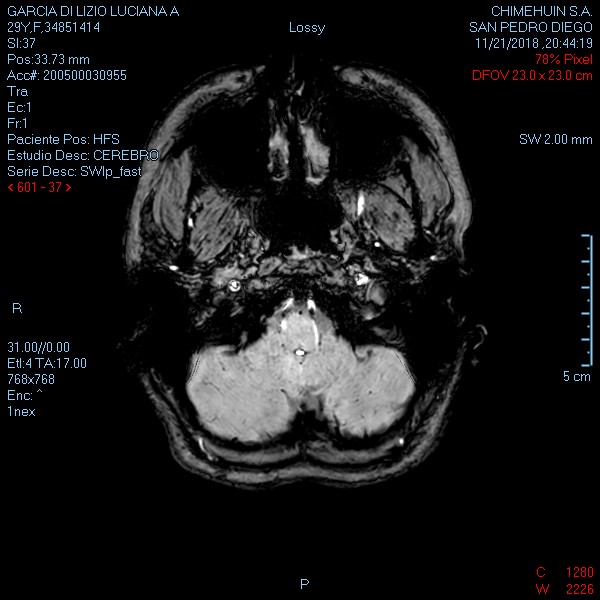 GARCIA DI LIZIO LUCIANA A
29Y,F,34851414
Sl:37
Pos:33.73 mm
Acc#: 200500030955
Tra
Ec:1
Fr:1
Paciente Pos: HFS
Estudio Desc: CEREBRO
Serie Desc: SWIp_fast
< 601 - 37 >
Lossy
CHIMEHUIN S.A.
SAN PEDRO DIEGO
11/21/2018 ,20:44:19
78% Pixel
DFOV 23.0 x 23.0 cm
SW 2.00 mm
R
5 cm
31.00//0.00
Etl:4 TA:17.00
768x768
Enc: ^
1nex
P
C 1280
W 2226